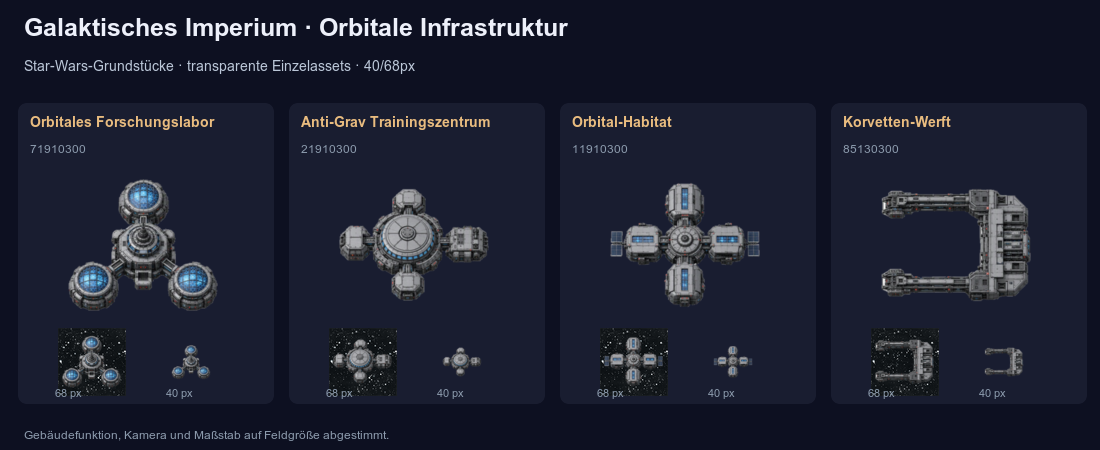 Galaktisches Imperium · Orbitale Infrastruktur
Star-Wars-Grundstücke · transparente Einzelassets · 40/68px
Orbitales Forschungslabor
71910300
68 px
40 px
Anti-Grav Trainingszentrum
21910300
68 px
40 px
Orbital-Habitat
11910300
68 px
40 px
Korvetten-Werft
85130300
68 px
40 px
Gebäudefunktion, Kamera und Maßstab auf Feldgröße abgestimmt.